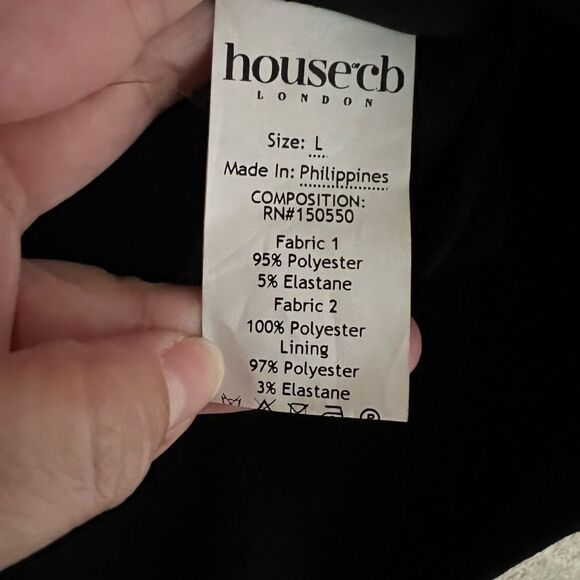 house of cb
LONDON
Size: L
Made In: Philippines
COMPOSITION:
RN#150550
Fabric 1
95% Polyester
5% Elastane
Fabric 2
100% Polyester
Lining
97% Polyester
3% Elastane